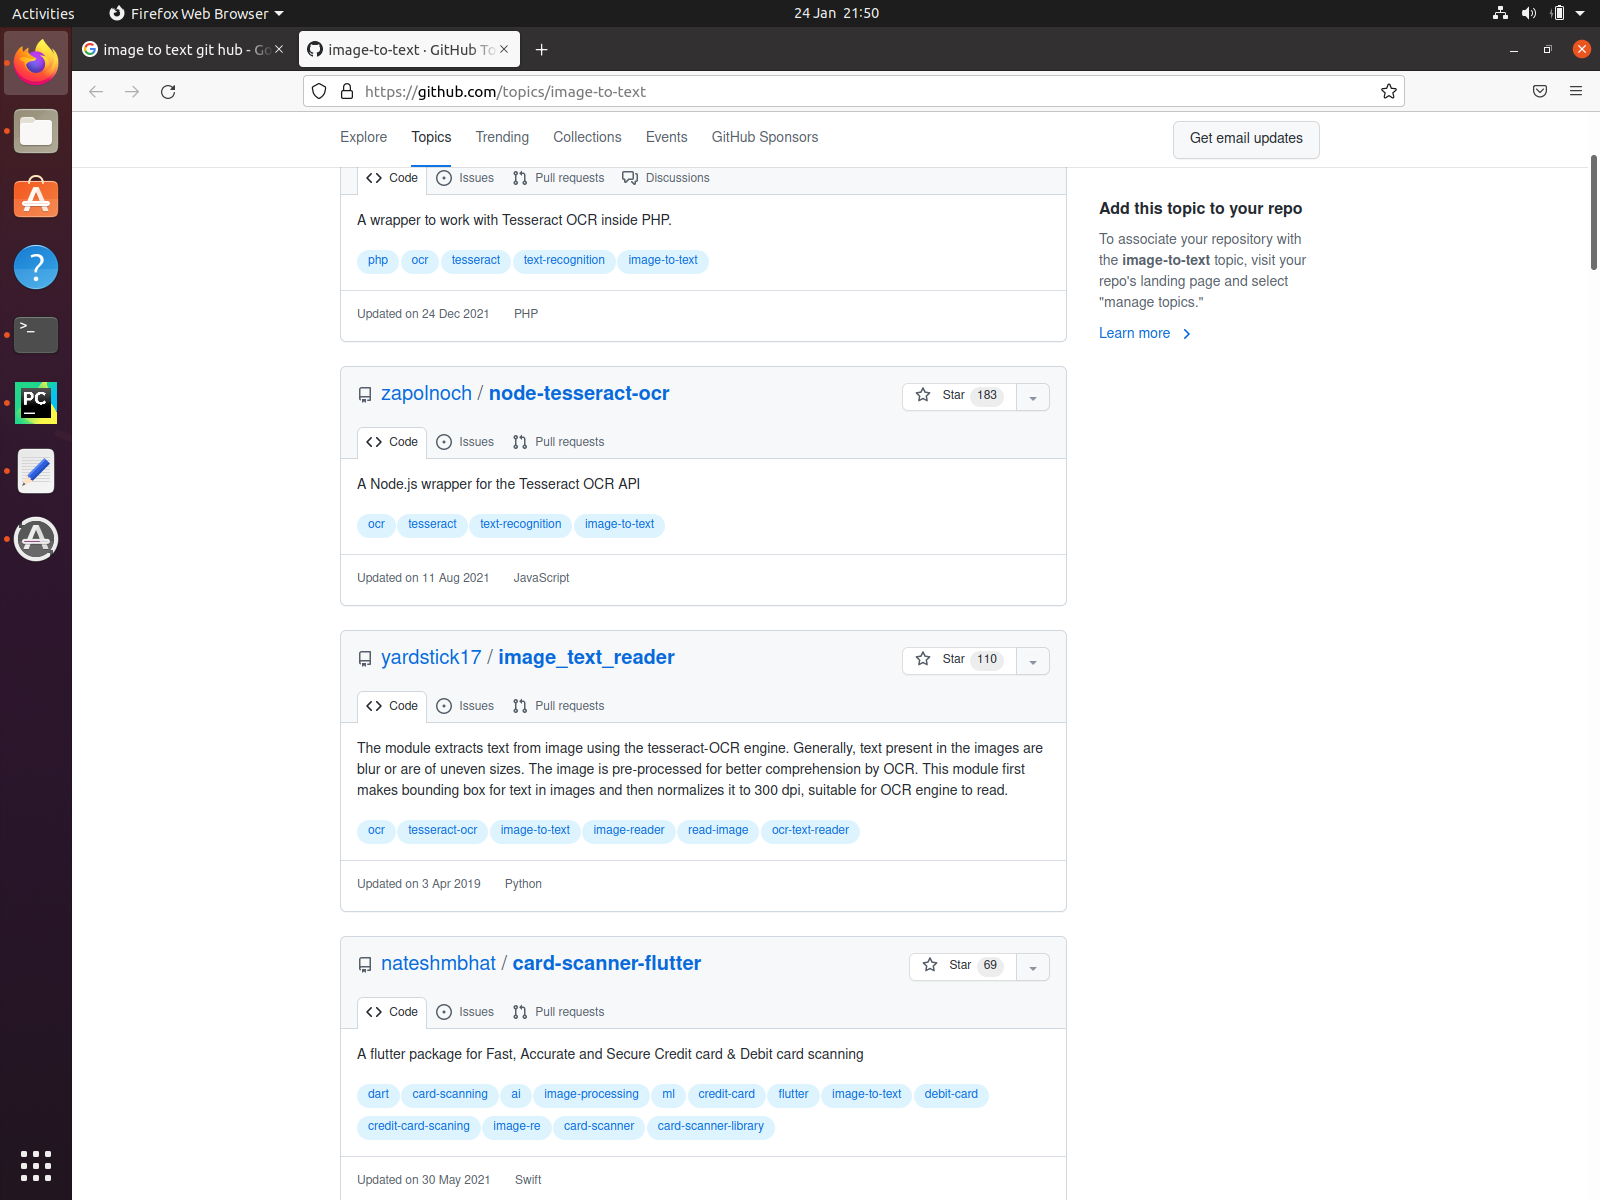 Activities Firefox Web Browser 24 Jan 21:50
image to text git hub - Go image-to-text · GitHub To
https://github.com/topics/image-to-text
Explore Topics Trending Collections Events GitHub Sponsors Get email updates
Code Issues Pull requests Discussions
A wrapper to work with Tesseract OCR inside PHP.
php ocr tesseract text-recognition image-to-text
Updated on 24 Dec 2021 PHP
Add this topic to your repo
To associate your repository with
the image-to-text topic, visit your
repo's landing page and select
"manage topics."
Learn more
zapolnoch / node-tesseract-ocr Star 183
Code Issues Pull requests
A Node.js wrapper for the Tesseract OCR API
ocr tesseract text-recognition image-to-text
Updated on 11 Aug 2021 JavaScript
yardstick17 / image_text_reader Star 110
Code Issues Pull requests
The module extracts text from image using the tesseract-OCR engine. Generally, text present in the images are
blur or are of uneven sizes. The image is pre-processed for better comprehension by OCR. This module first
makes bounding box for text in images and then normalizes it to 300 dpi, suitable for OCR engine to read.
ocr tesseract-ocr image-to-text image-reader read-image ocr-text-reader
Updated on 3 Apr 2019 Python
nateshmbhat / card-scanner-flutter Star 69
Code Issues Pull requests
A flutter package for Fast, Accurate and Secure Credit card & Debit card scanning
dart card-scanning ai image-processing ml credit-card flutter image-to-text debit-card
credit-card-scaning image-re card-scanner card-scanner-library
Updated on 30 May 2021 Swift
PC
>_